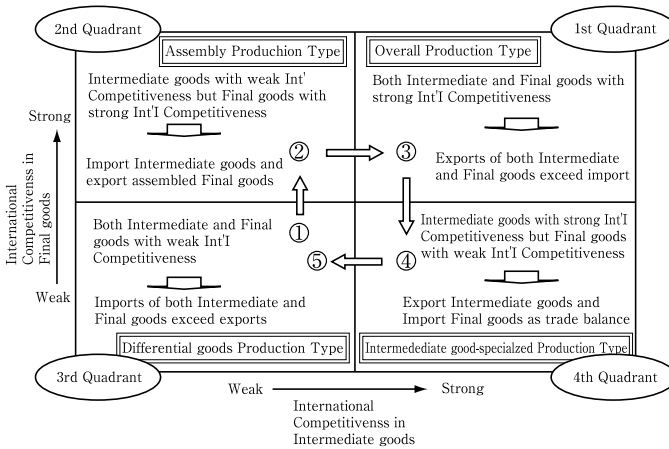 2nd Quadrant
1st Quadrant
Assembly Produchion Type
Overall Production Type
Intermediate goods with weak Int'
Competitiveness but Final goods with
strong Int'I Competitiveness
Both Intermediate and Final goods with
strong Int'I Competitiveness
Strong
②
③
Import Intermediate goods and
export assembled Final goods
Exports of both Intermediate
and Final goods exceed import
International
Competitivenss in
Final goods
Both Intermediate and Final
goods with weak Int'I
Competitiveness
①
⑤
④
Intermediate goods with strong Int'I
Competitiveness but Final goods
with weak Int'I Competitiveness
Weak
Imports of both Intermediate and
Final goods exceed exports
Export Intermediate goods and
Import Final goods as trade balance
Differential goods Production Type
Intermedediate good-specialzed Production Type
3rd Quadrant
4th Quadrant
Weak
Strong
International
Competitivenss in
Intermediate goods